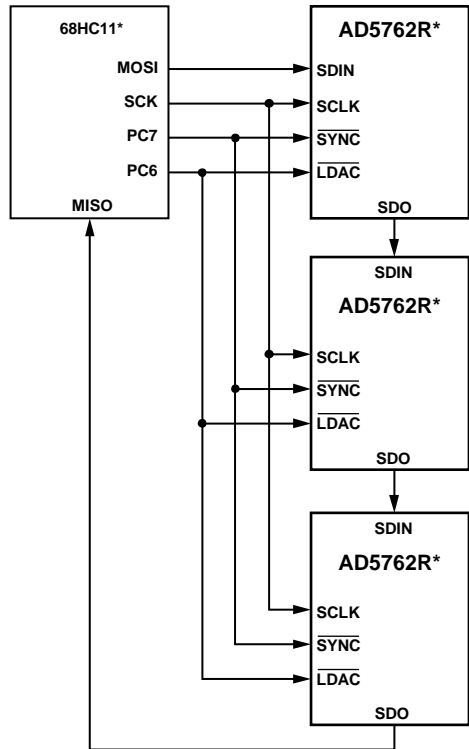 68HC11*
MOSI
SCK
PC7
PC6
MISO
AD5762R*
SDIN
SCLK
SYNC
LDAC
SDO
SDIN
AD5762R*
SCLK
SYNC
LDAC
SDO
SDIN
AD5762R*
SCLK
SYNC
LDAC
SDO